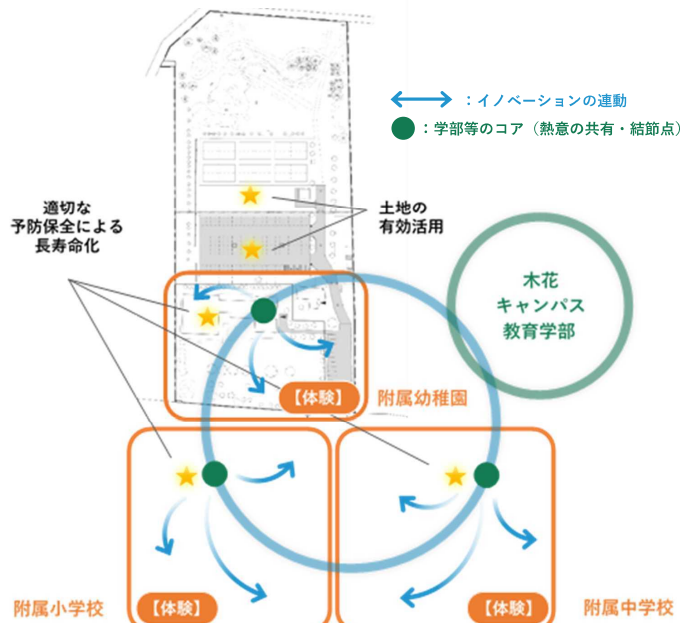 ：イノベーションの連動
：学部等のコア（熱意の共有・結節点）
適切な
予防保全による
長寿命化
土地の
有効活用
木花
キャンパス
教育学部
【体験】
附属幼稚園
附属小学校
【体験】
【体験】
附属中学校